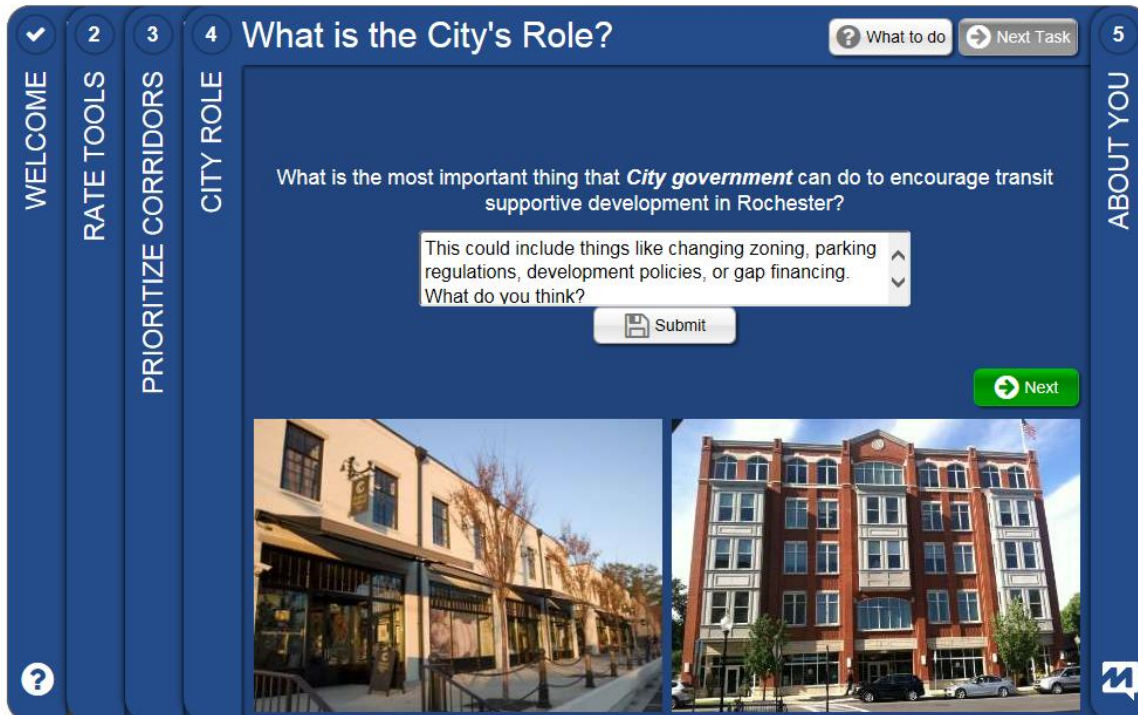 WELCOME
2
RATE TOOLS
3
PRIORITIZE CORRIDORS
4
CITY ROLE
What is the City's Role?
? What to do
Next Task
What is the most important thing that City government can do to encourage transit
supportive development in Rochester?
This could include things like changing zoning, parking
regulations, development policies, or gap financing.
What do you think?
Submit
Next
5
ABOUT YOU
?